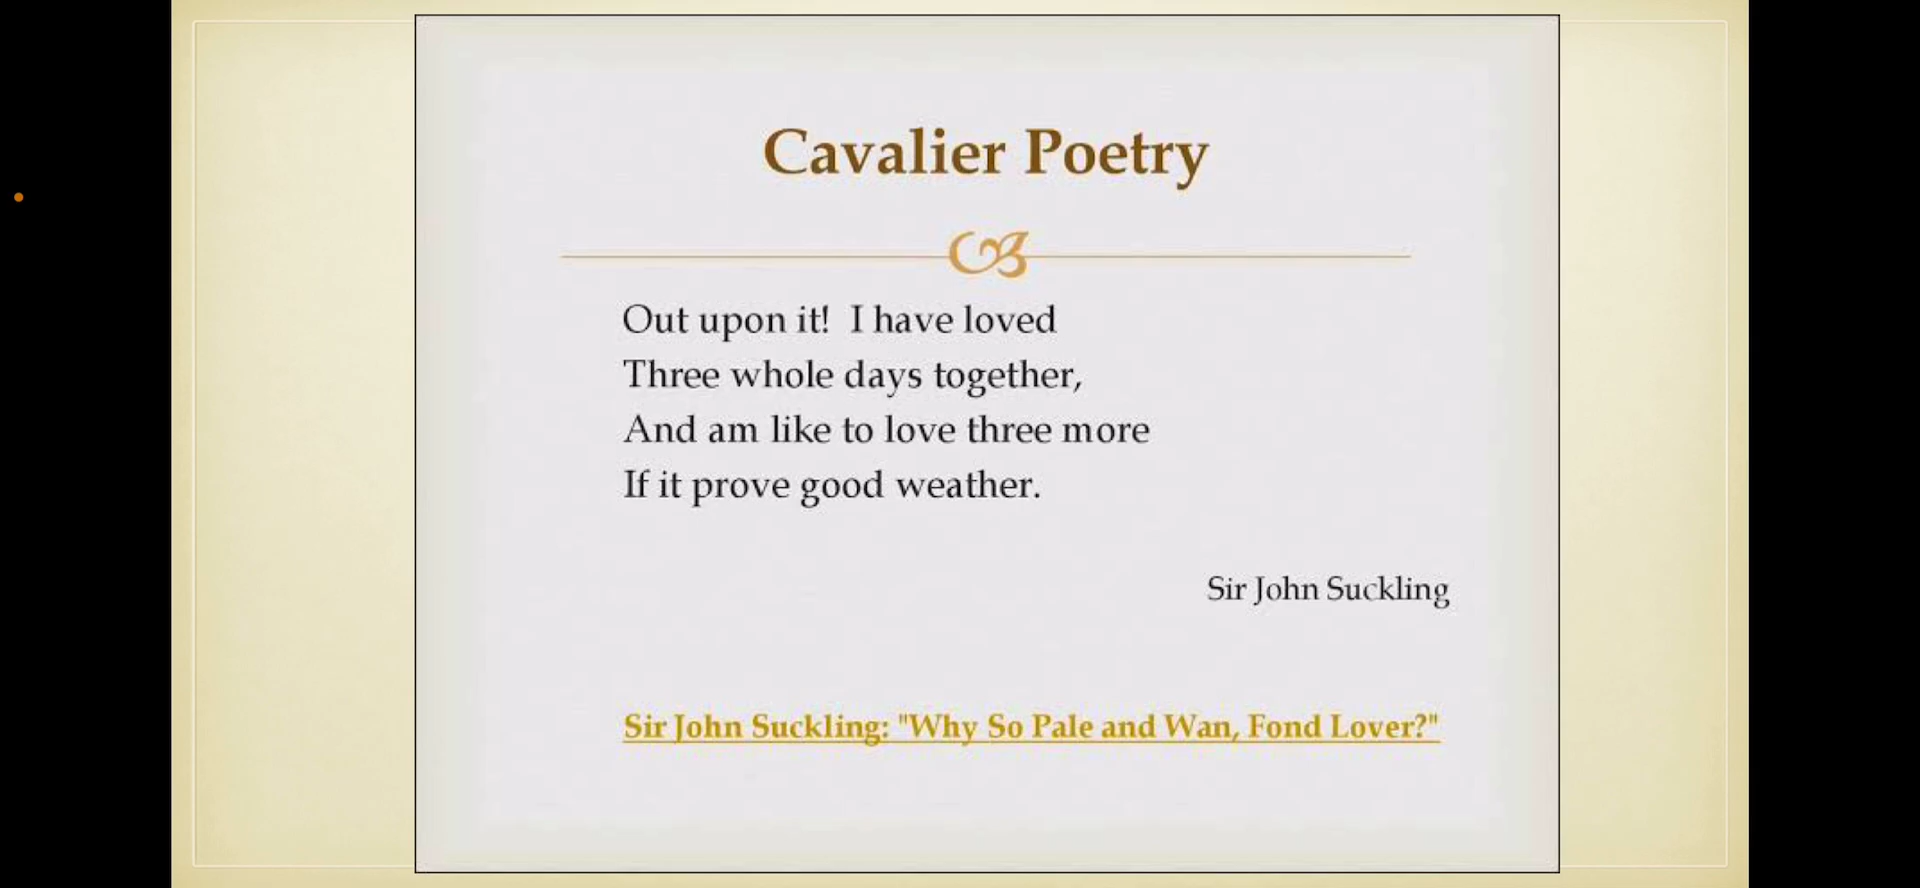 Cavalier Poetry
Out upon it! I have loved
Three whole days together,
And am like to love three more
If it prove good weather.
Sir John Suckling
Sir John Suckling: "Why So Pale and Wan, Fond Lover?"